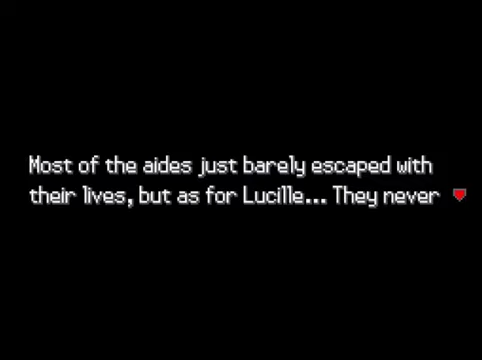 Most of the aides just barely escaped with
their lives, but as for Lucille... They never